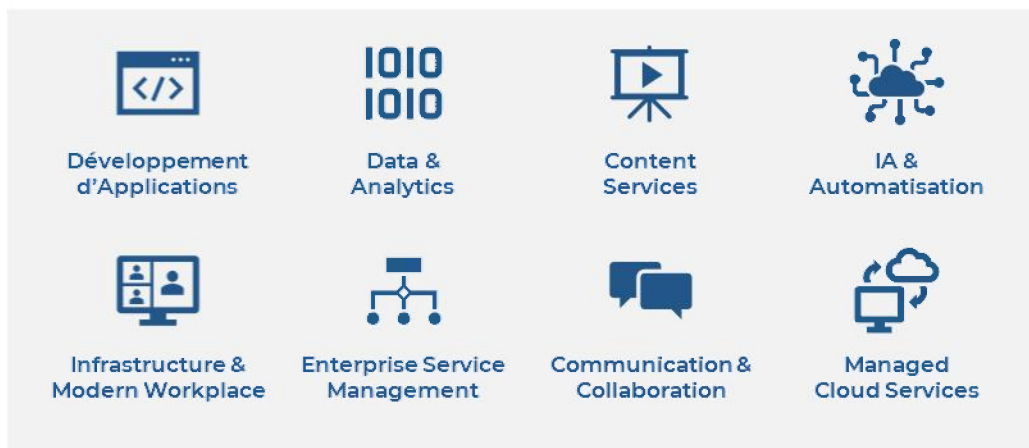 </>
1010
1010
Développement
d'Applications
Data &
Analytics
Content
Services
IA &
Automatisation
Infrastructure &
Modern Workplace
Enterprise Service
Management
Communication &
Collaboration
Managed
Cloud Services